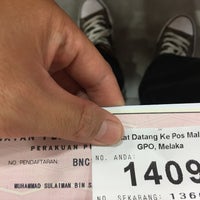 at Datang Ke Pos Mal
GPO, Melaka
NO. ANDA:
1409
NO. SEKARANG: 136
PERAKUAN P
NO. PENDAFTARAN: BNC
MUHAMMAD SULAIMAN BIN S